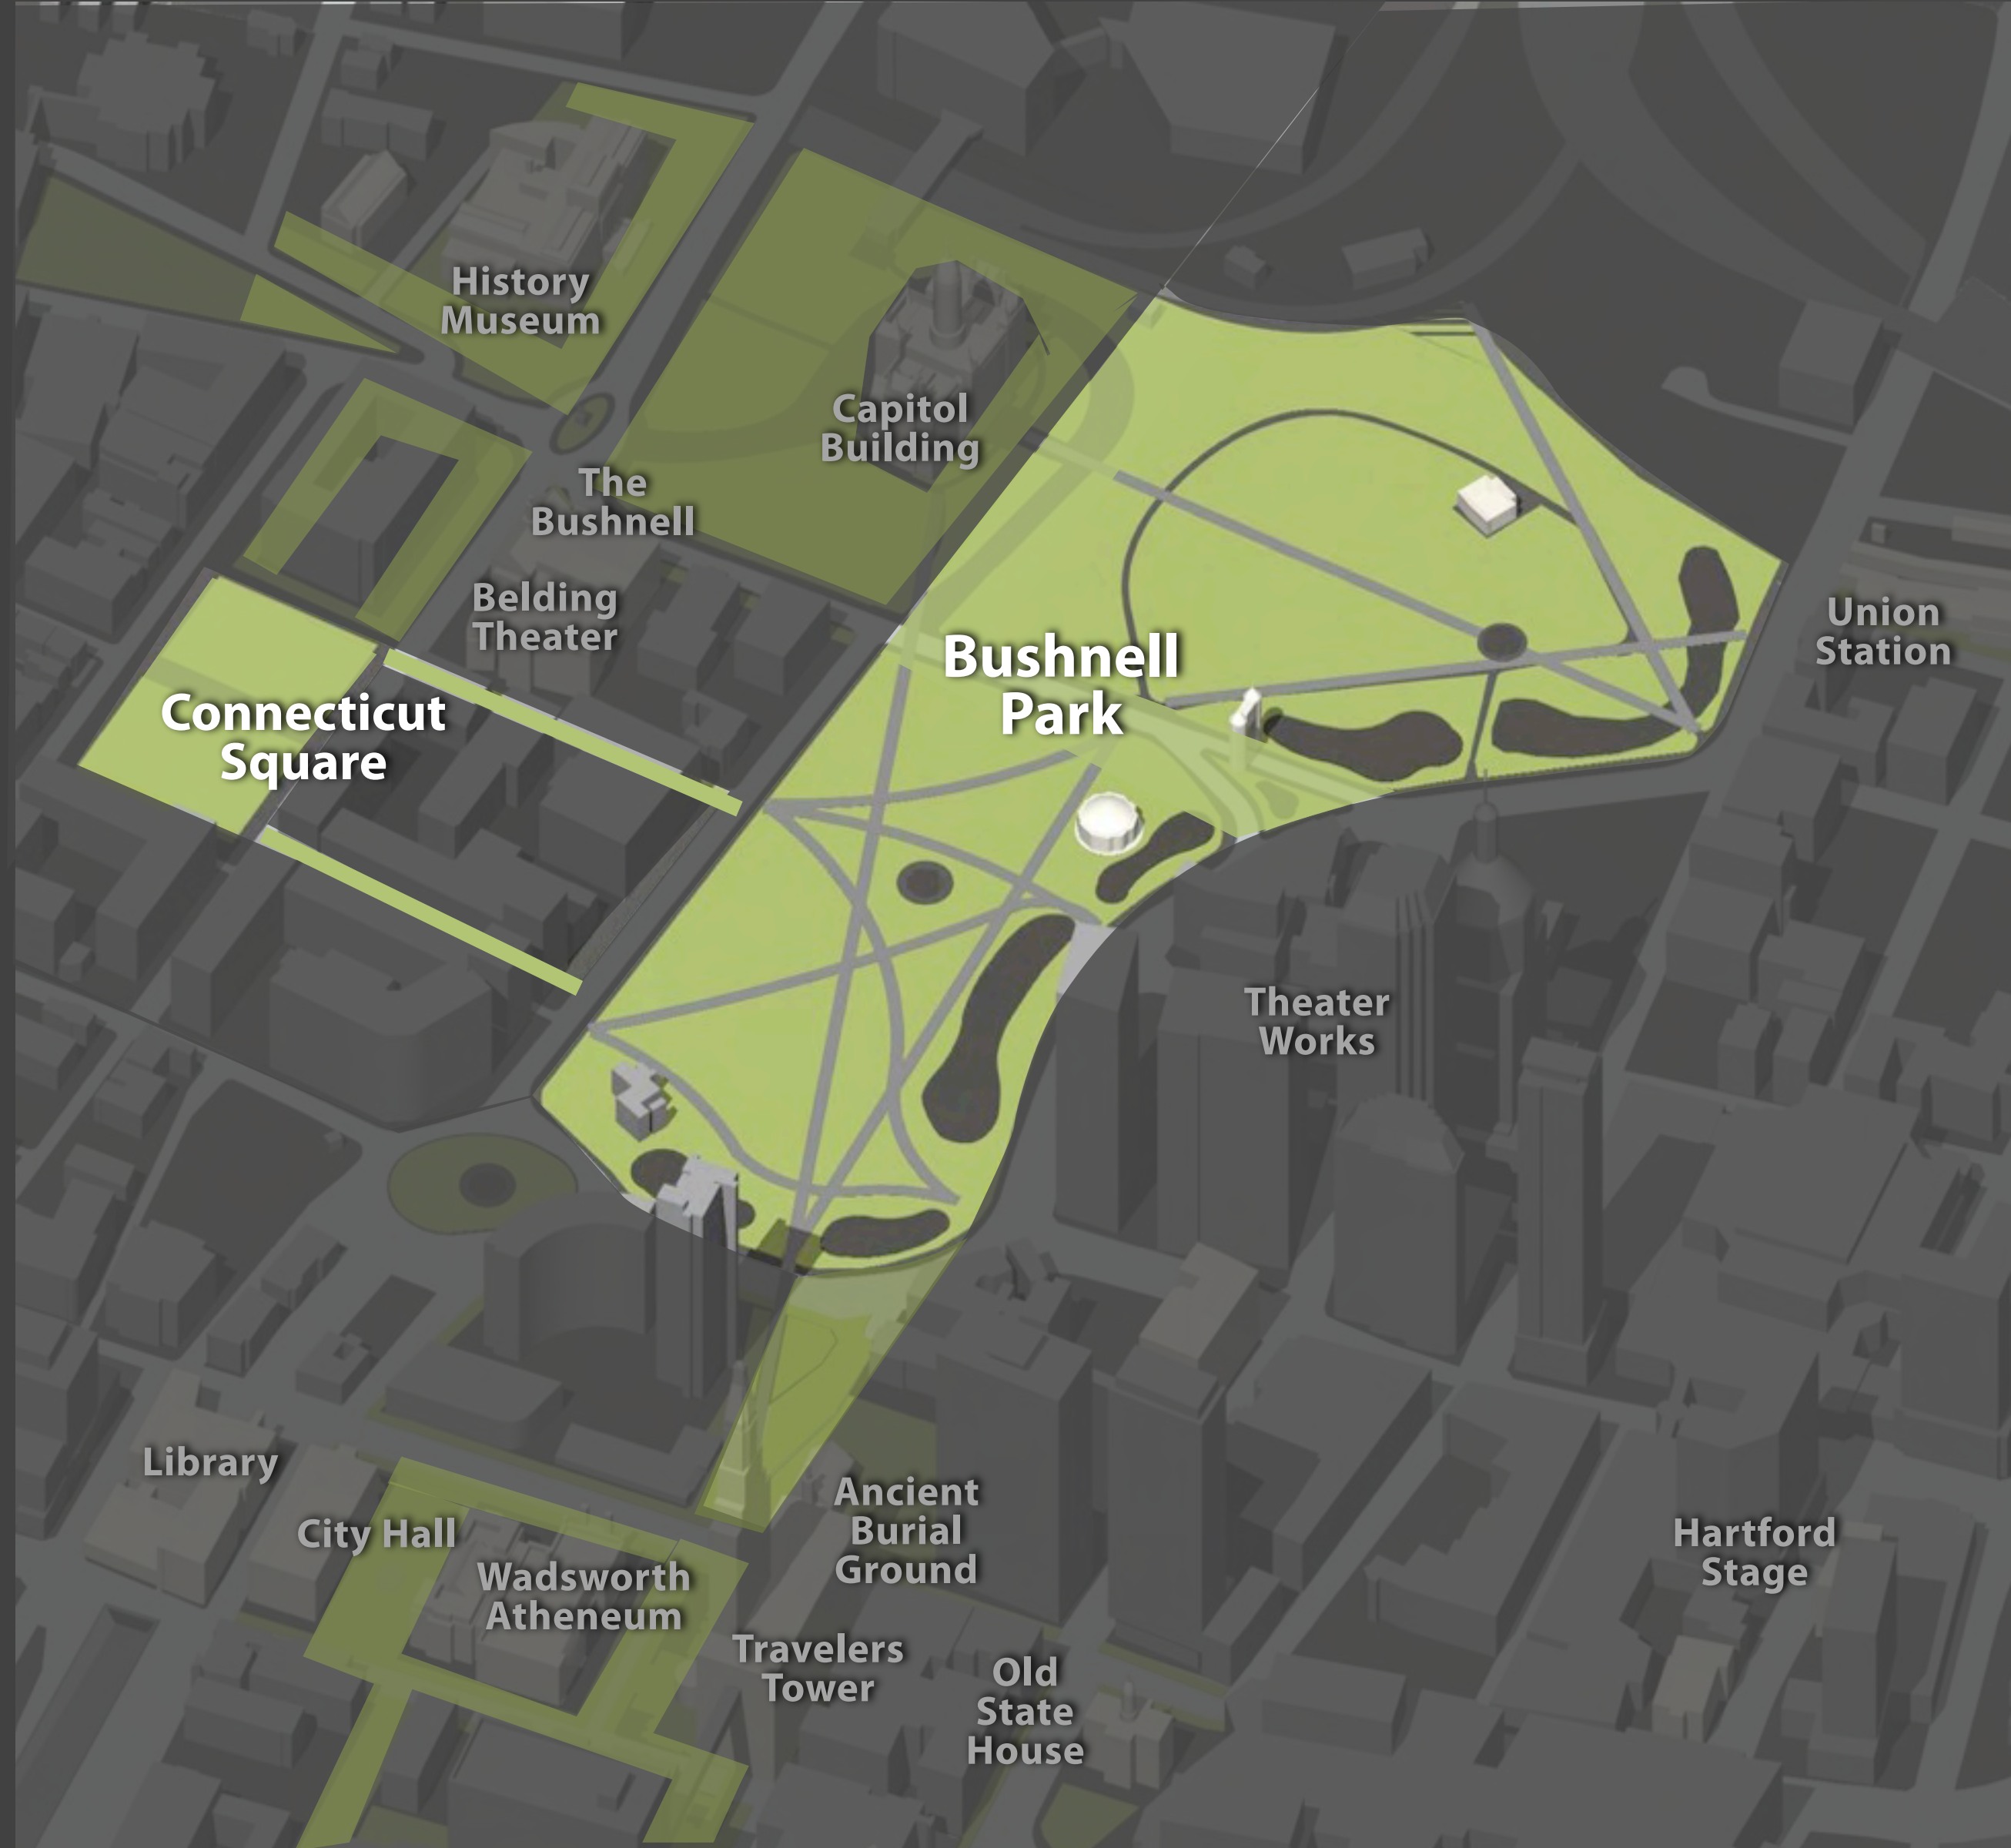 History
Museum
Capitol
Building
The
Bushnell
Belding
Theater
Union
Station
Bushnell
Park
Connecticut
Square
Theater
Works
Library
City Hall
Ancient
Burial
Ground
Hartford
Stage
Wadsworth
Atheneum
Travelers
Tower
Old
State
House